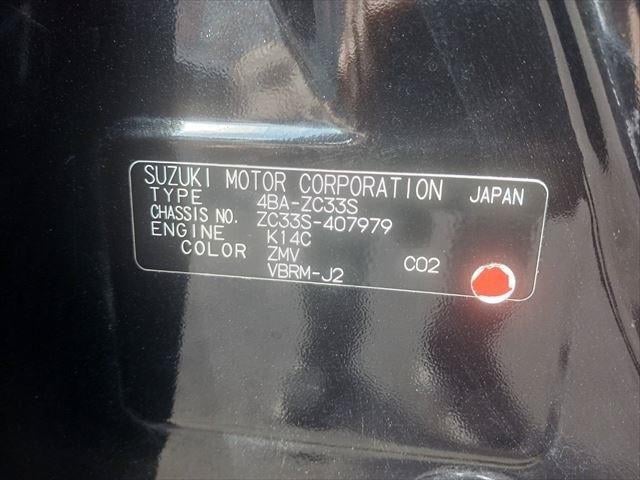 SUZUKI MOTOR CORPORATION JAPAN
TYPE 4BA-ZC33S
CHASSIS NO. ZC33S-407979
ENGINE K14C
COLOR ZMV C02
VBRM-J2